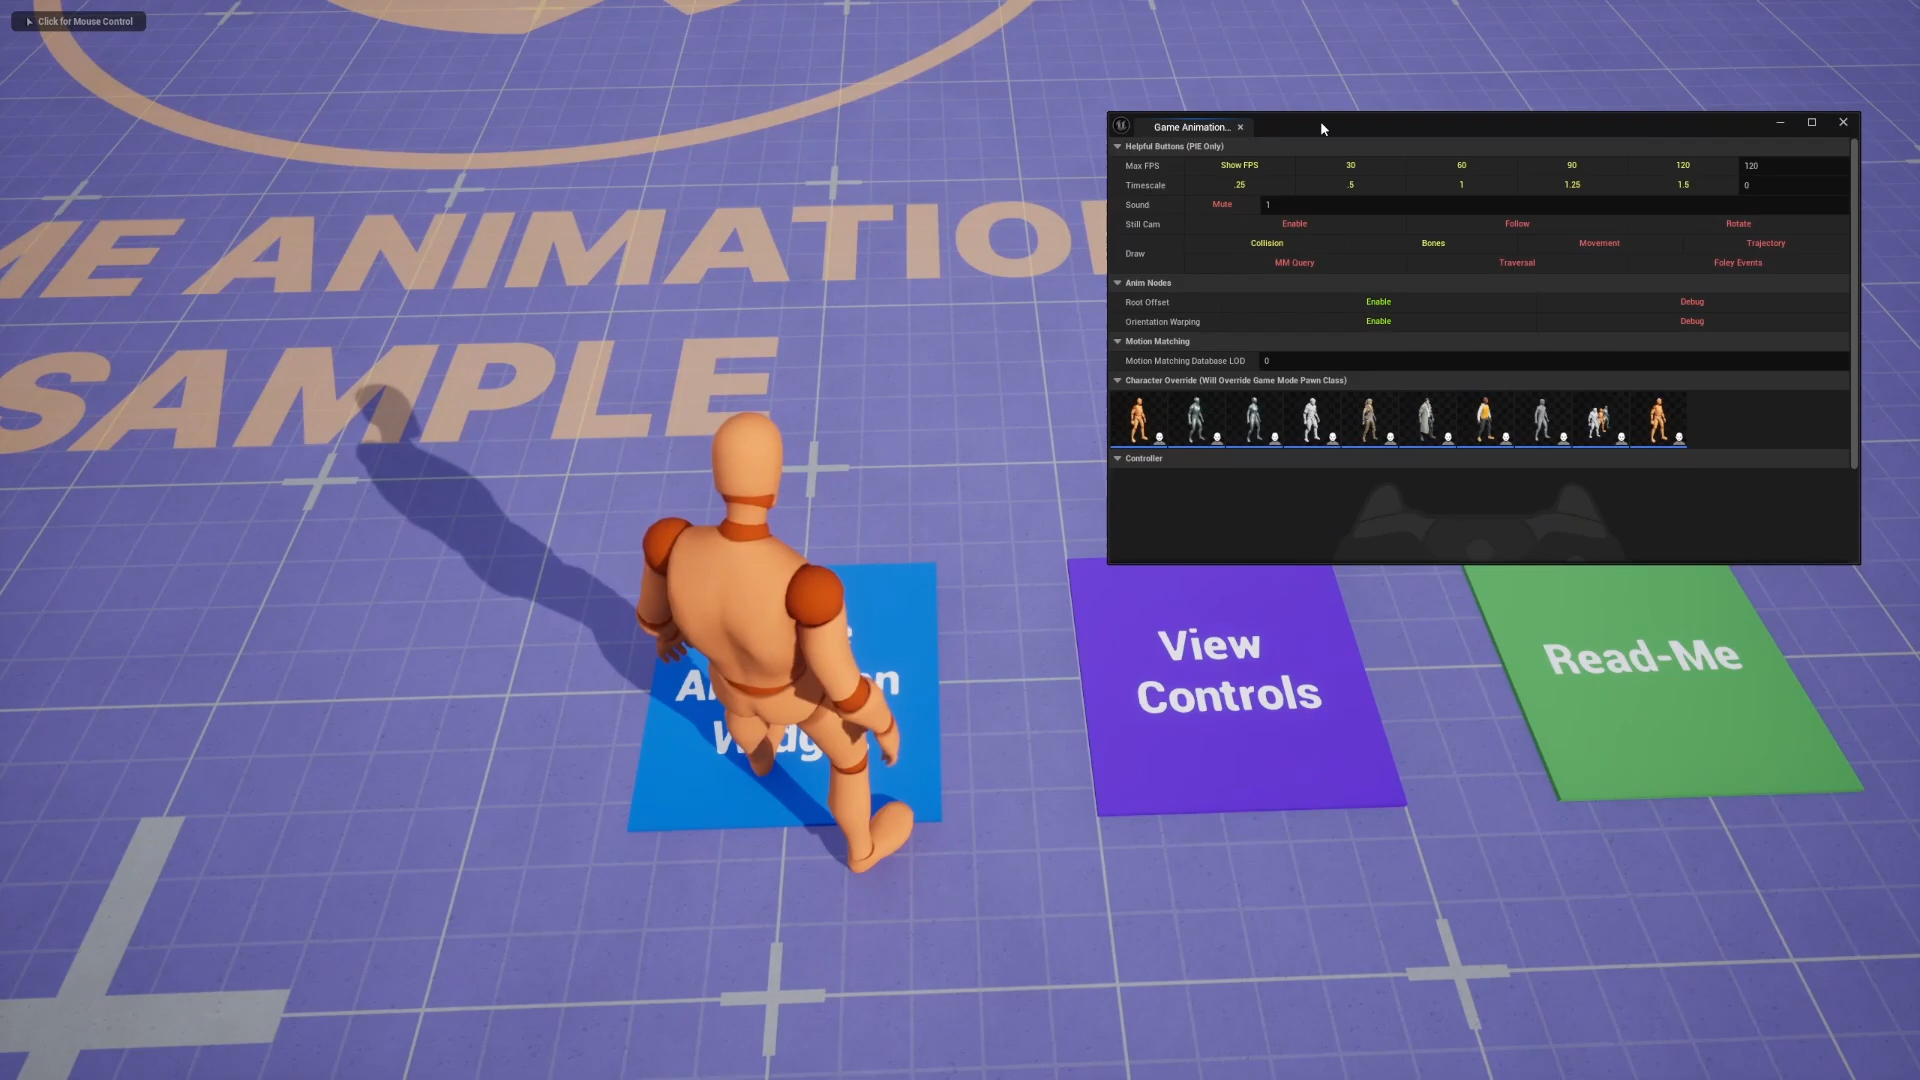 Click for Mouse Control
ME ANIMATION
SAMPLE
Game Animation...
Helpful Buttons (PIE Only)
Max FPS Show FPS 30 60 90 120 120
Timescale .25 .5 1 1.25 1.5 0
Sound Mute 1
Still Cam Enable Follow Rotate
Draw Collision Bones Movement Trajectory
MM Query Traversal Foley Events
Anim Nodes
Root Offset Enable Debug
Orientation Warping Enable Debug
Motion Matching
Motion Matching Database LOD 0
Character Override (Will Override Game Mode Pawn Class)
Controller
View
Controls
Read-Me